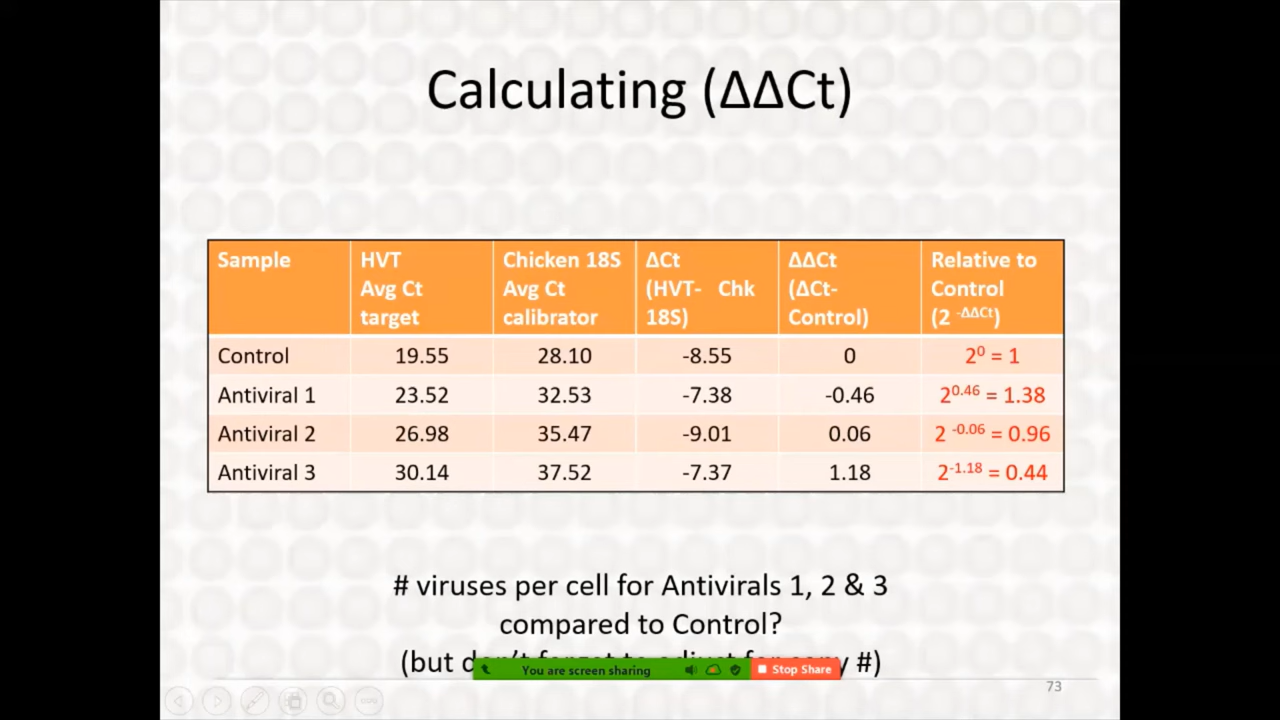 Calculating (ΔΔCt)
Sample HVT Avg Ct target Chicken 18S Avg Ct calibrator ΔCt (HVT- Chk 18S) ΔΔCt (ΔCt- Control) Relative to Control (2 -ΔΔCt)
Control 19.55 28.10 -8.55 0 2⁰ = 1
Antiviral 1 23.52 32.53 -7.38 -0.46 2^0.46 = 1.38
Antiviral 2 26.98 35.47 -9.01 0.06 2 ^-0.06 = 0.96
Antiviral 3 30.14 37.52 -7.37 1.18 2^-1.18 = 0.44
# viruses per cell for Antivirals 1, 2 & 3
compared to Control?
(but #)
You are screen sharing Stop Share
73